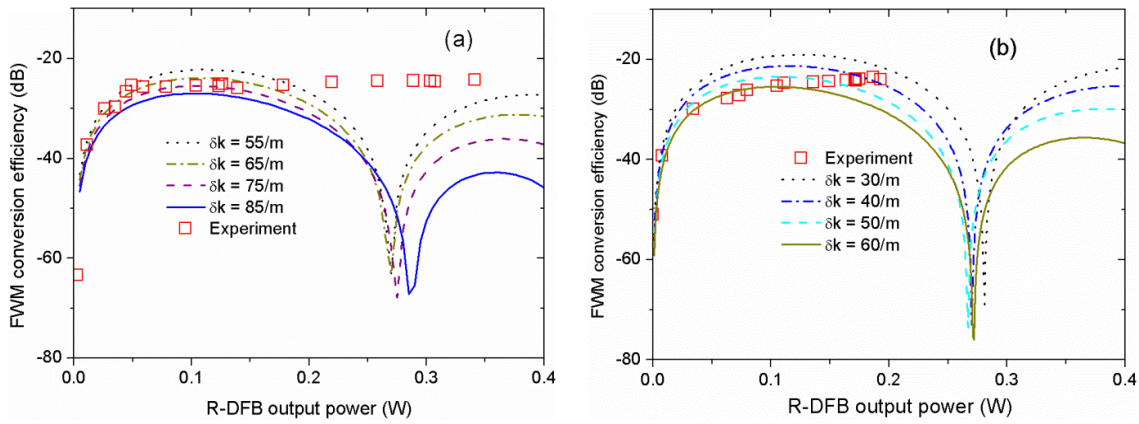 (a)
FWM conversion efficiency (dB)
-20
-40
-60
-80
δk = 55/m
δk = 65/m
δk = 75/m
δk = 85/m
Experiment
0.0 0.1 0.2 0.3 0.4
R-DFB output power (W)
(b)
FWM conversion efficiency (dB)
-20
-40
-60
-80
Experiment
δk = 30/m
δk = 40/m
δk = 50/m
δk = 60/m
0.0 0.1 0.2 0.3 0.4
R-DFB output power (W)